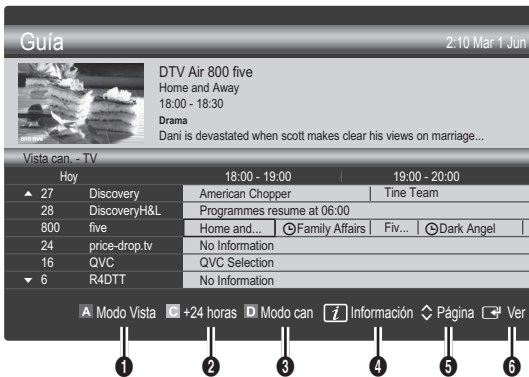 Guía 2:10 Mar 1 Jun
DTV Air 800 five
Home and Away
18:00 - 18:30
Drama
Dani is devastated when scott makes clear his views on marriage...
800 five
Vista can. - TV
Hoy 18:00 - 19:00 19:00 - 20:00
▲ 27 Discovery American Chopper Tine Team
28 DiscoveryH&L Programmes resume at 06:00
800 five Home and... Family Affairs Fiv... Dark Angel
24 price-drop.tv No Information
16 QVC QVC Selection
▼ 6 R4DTT No Information
A Modo Vista C +24 horas D Modo can i Información Página Ver
1 2 3 4 5 6